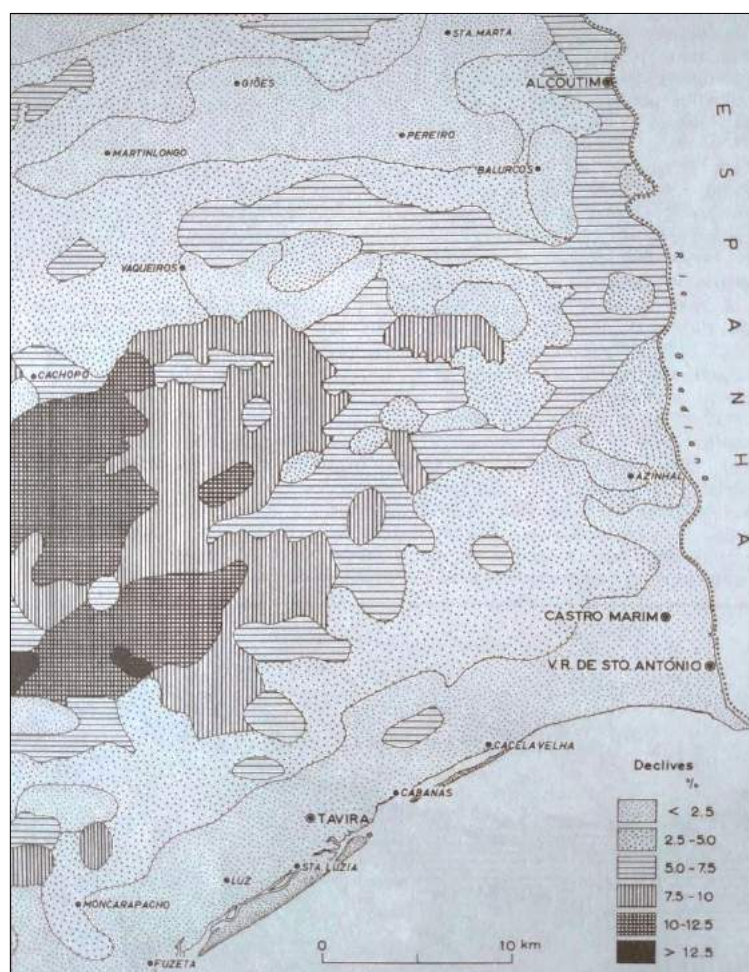 STA. MARTA
GIÕES
ALCOUTIM
PEREIRO
MARTINLONGO
BALURCOS
VAQUEIROS
CACHOPO
AZINHAL
CASTRO MARIM
V.R. DE STO. ANTÓNIO
CACELA VELHA
CABANAS
TAVIRA
STA. LUZIA
LUZ
MONCARAPACHO
FUZETA
Rio Guadiana
ESPANHA
Declives
%
< 2.5
2.5-5.0
5.0-7.5
7.5-10
10-12.5
> 12.5
0 10 km